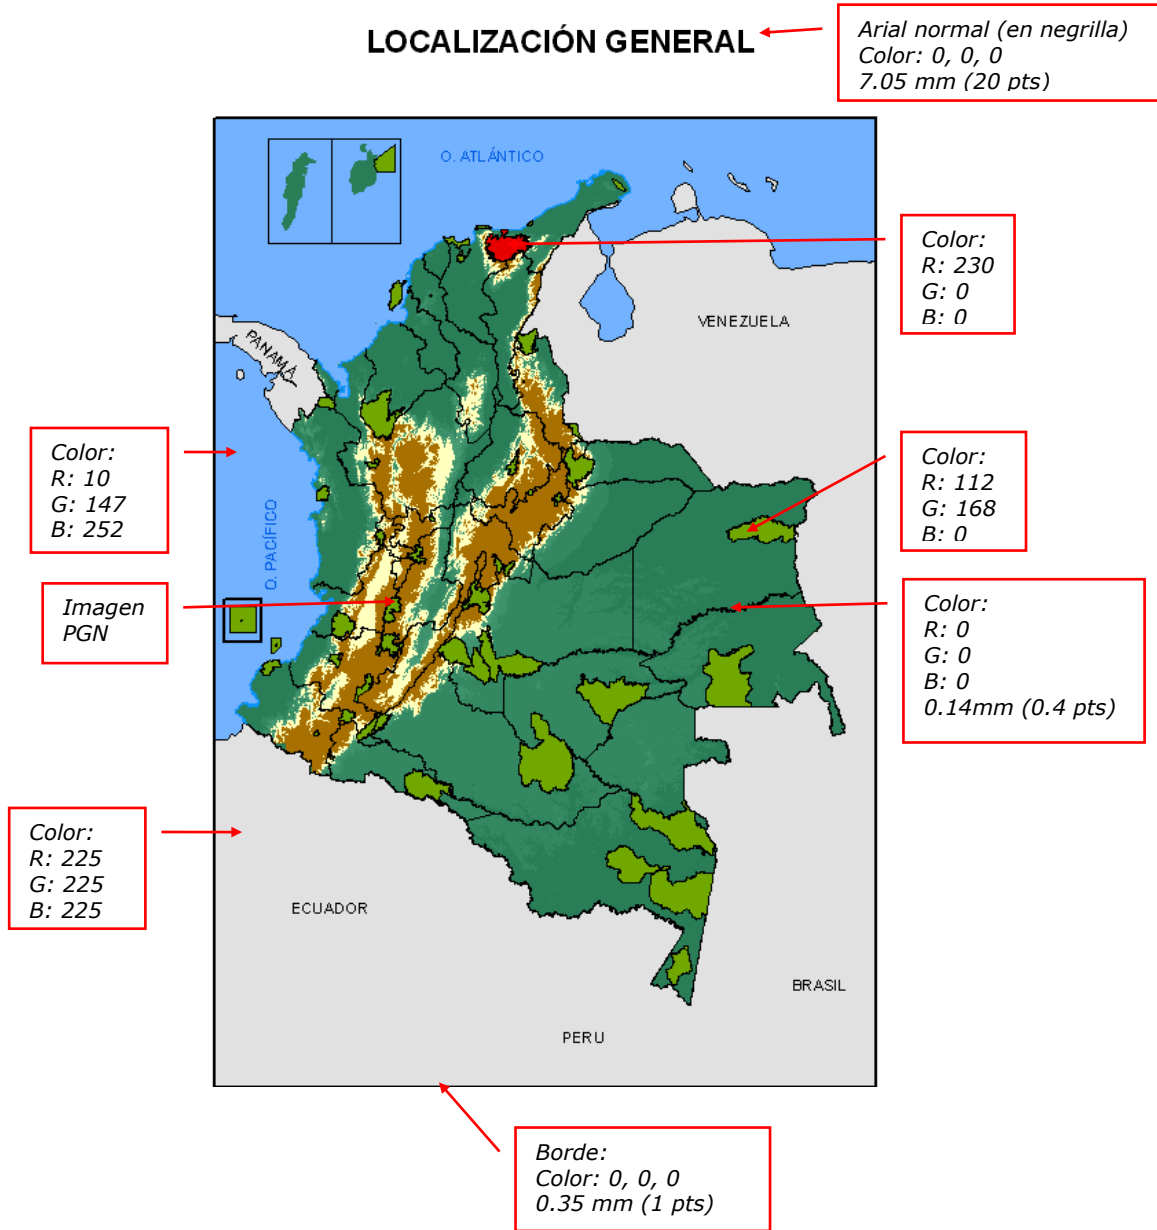 LOCALIZACIÓN GENERAL
Arial normal (en negrilla)
Color: 0, 0, 0
7.05 mm (20 pts)
O. ATLÁNTICO
Color:
R: 230
G: 0
B: 0
VENEZUELA
PANAMÁ
Color:
R: 10
G: 147
B: 252
Color:
R: 112
G: 168
B: 0
O. PACÍFICO
Imagen
PGN
Color:
R: 0
G: 0
B: 0
0.14mm (0.4 pts)
Color:
R: 225
G: 225
B: 225
ECUADOR
BRASIL
PERU
Borde:
Color: 0, 0, 0
0.35 mm (1 pts)